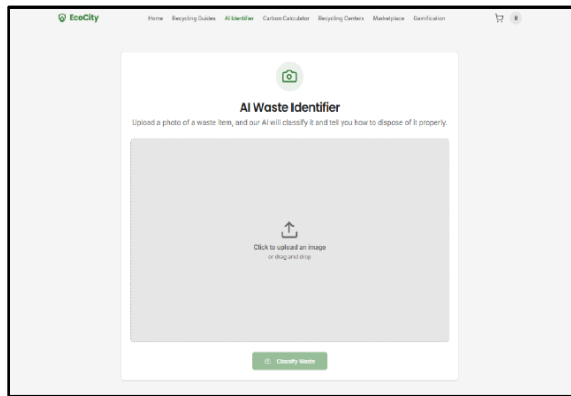 EcoCity
Home Recycling Guides AI Identifier Carbon Calculator Recycling Centers Marketplace Gamification
AI Waste Identifier
Upload a photo of a waste item, and our AI will classify it and tell you how to dispose of it properly.
Click to upload an image
or drag and drop
Classify Waste